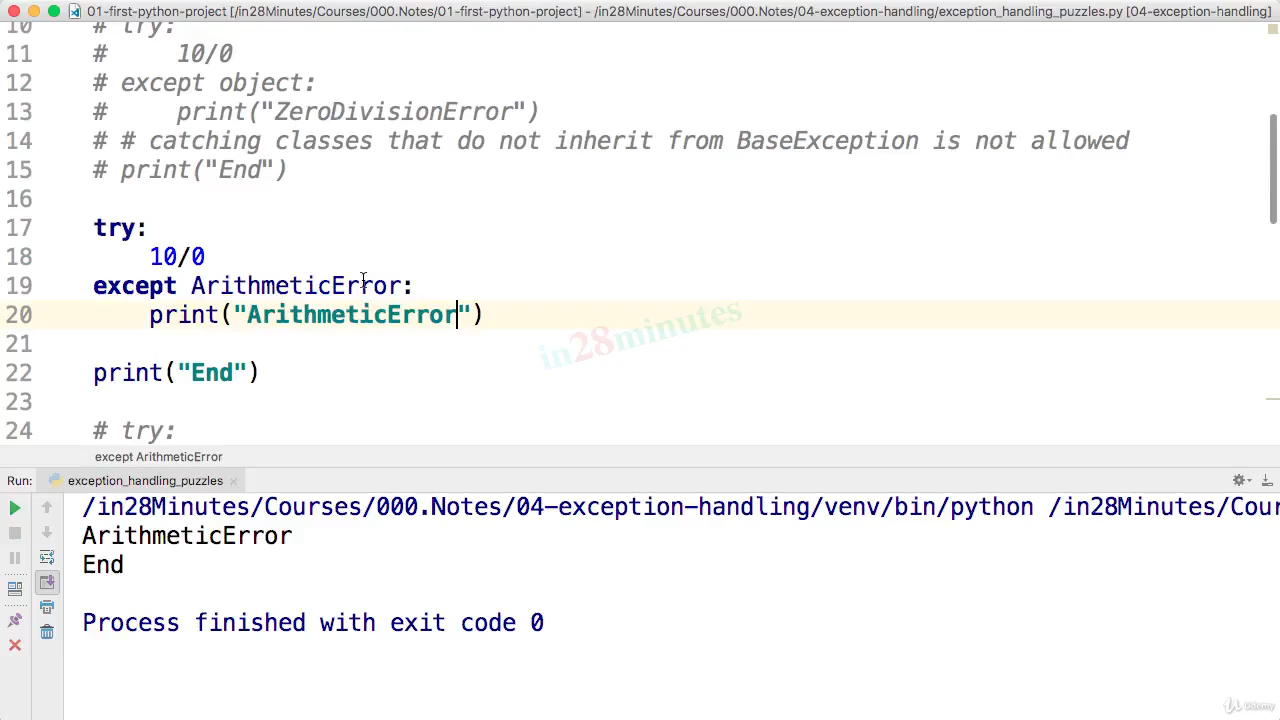 01-first-python-project [/in28Minutes/Courses/000.Notes/01-first-python-project] - /in28Minutes/Courses/000.Notes/04-exception-handling/exception_handling_puzzles.py [04-exception-handling]
10 # try:
11 #     10/0
12 # except object:
13 #     print("ZeroDivisionError")
14 # # catching classes that do not inherit from BaseException is not allowed
15 # print("End")
16
17 try:
18     10/0
19 except ArithmeticError:
20     print("ArithmeticError")
21
22 print("End")
23
24 # try:
in28minutes
except ArithmeticError
Run: exception_handling_puzzles
/in28Minutes/Courses/000.Notes/04-exception-handling/venv/bin/python /in28Minutes/Cour
ArithmeticError
End
Process finished with exit code 0
Udemy